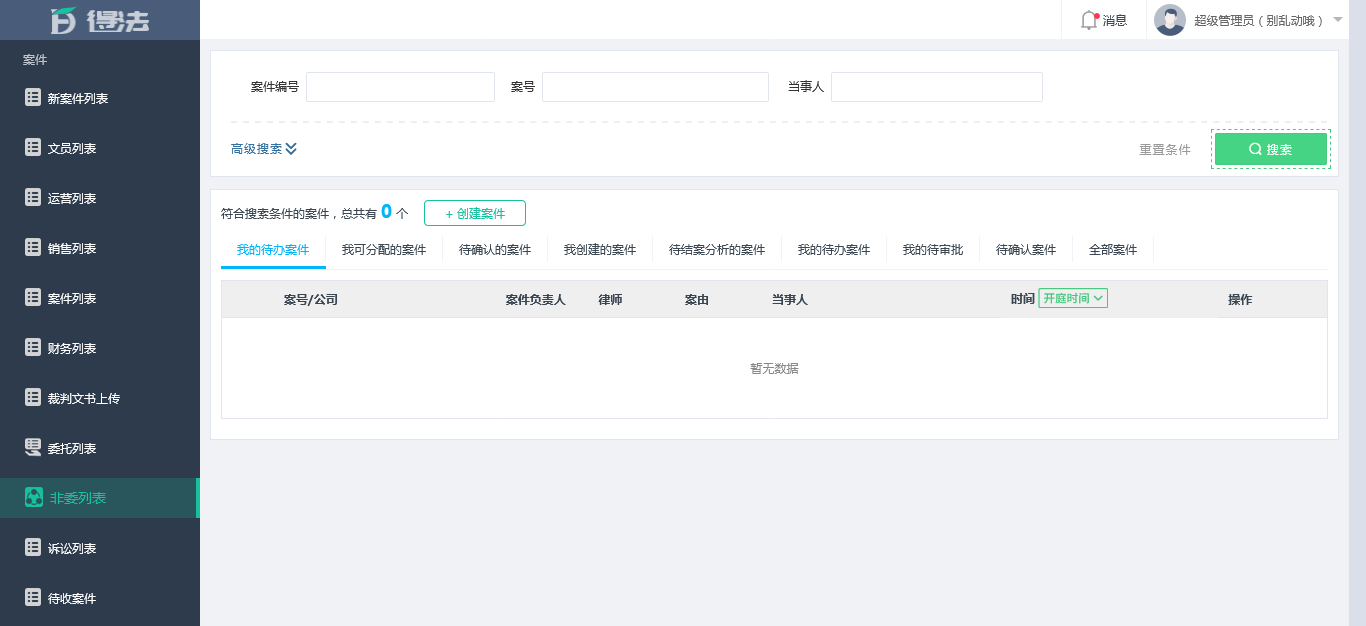 得法
消息
超级管理员（别乱动哦）
案件
新案件列表
文员列表
运营列表
销售列表
案件列表
财务列表
裁判文书上传
委托列表
非委列表
诉讼列表
待收案件
案件编号 案号 当事人
高级搜索 重置条件 搜索
符合搜索条件的案件，总共有 0 个 + 创建案件
我的待办案件 我可分配的案件 待确认的案件 我创建的案件 待结案分析的案件 我的待办案件 我的待审批 待确认案件 全部案件
案号/公司 案件负责人 律师 案由 当事人 时间 开庭时间 操作
暂无数据